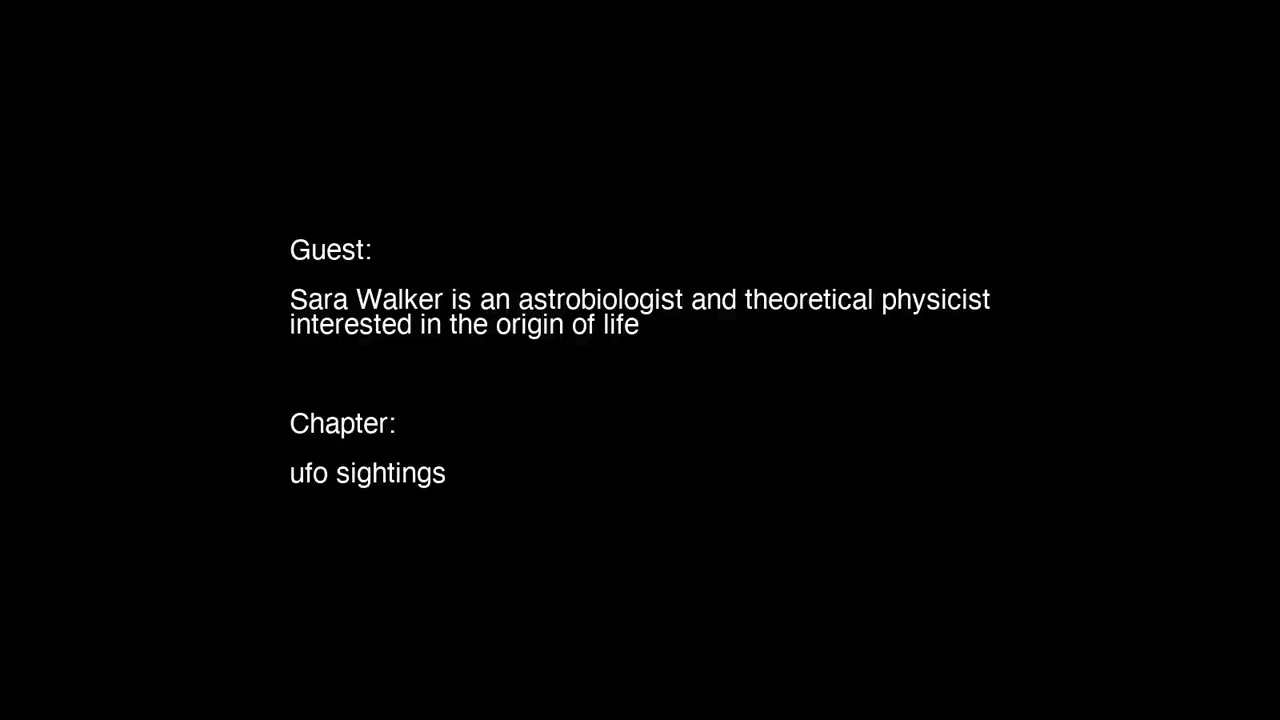 Guest:
Sara Walker is an astrobiologist and theoretical physicist
interested in the origin of life
Chapter:
ufo sightings